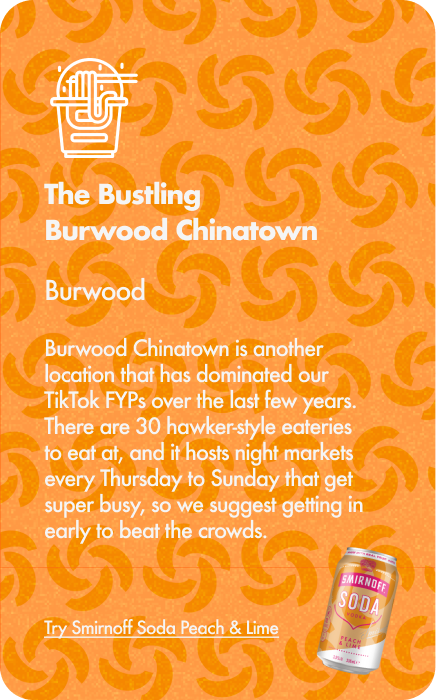 The Bustling
Burwood Chinatown
Burwood
Burwood Chinatown is another
location that has dominated our
TikTok FYPs over the last few years.
There are 30 hawker-style eateries
to eat at, and it hosts night markets
every Thursday to Sunday that get
super busy, so we suggest getting in
early to beat the crowds.
SMIRNOFF
SODA
VODKA
PEACH
& LIME
Try Smirnoff Soda Peach & Lime